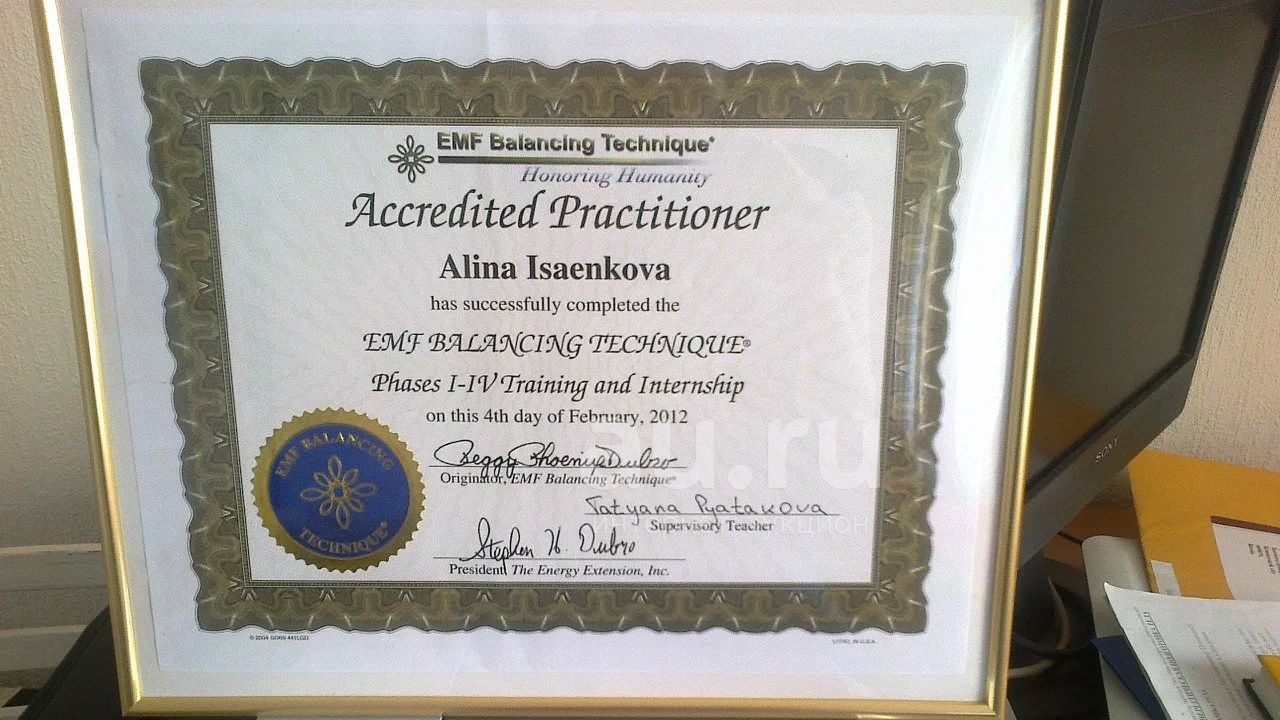 EMF Balancing Technique®
Honoring Humanity
Accredited Practitioner
Alina Isaenkova
has successfully completed the
EMF BALANCING TECHNIQUE®
Phases I-IV Training and Internship
on this 4th day of February, 2012
EMF BALANCING
TECHNIQUE®
Peggy Phoenix Dubro
Originator, EMF Balancing Technique®
Tatyana Pyatakova
Supervisory Teacher
Stephen H. Dubro
President, The Energy Extension, Inc.
au.ru
SONY